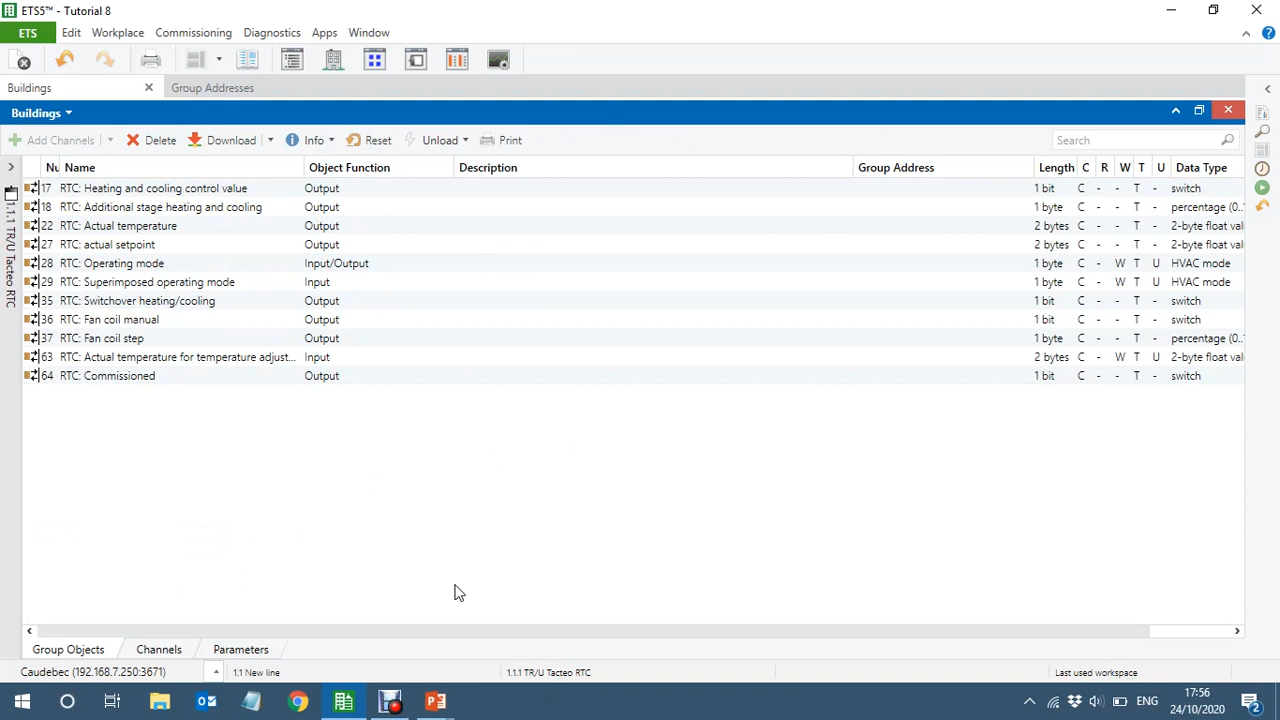 ETS5™ - Tutorial 8
ETS Edit Workplace Commissioning Diagnostics Apps Window
Buildings Group Addresses
Buildings
Add Channels Delete Download Info Reset Unload Print Search
Nu Name Object Function Description Group Address Length C R W T U Data Type
17 RTC: Heating and cooling control value Output 1 bit C - - T - switch
18 RTC: Additional stage heating and cooling Output 1 byte C - - T - percentage (0..
22 RTC: Actual temperature Output 2 bytes C - - T - 2-byte float val
27 RTC: actual setpoint Output 2 bytes C - - T - 2-byte float val
28 RTC: Operating mode Input/Output 1 byte C - W T U HVAC mode
29 RTC: Superimposed operating mode Input 1 byte C - W T U HVAC mode
35 RTC: Switchover heating/cooling Output 1 bit C - - T - switch
36 RTC: Fan coil manual Output 1 bit C - - T - switch
37 RTC: Fan coil step Output 1 byte C - - T - percentage (0..
63 RTC: Actual temperature for temperature adjust... Input 2 bytes C - W T U 2-byte float val
64 RTC: Commissioned Output 1 bit C - - T - switch
1.1.1 TR/U Tacteo RTC
Group Objects Channels Parameters
Caudebec (192.168.7.250:3671) 1.1 New line 1.1.1 TR/U Tacteo RTC Last used workspace
ENG 17:56
24/10/2020 2